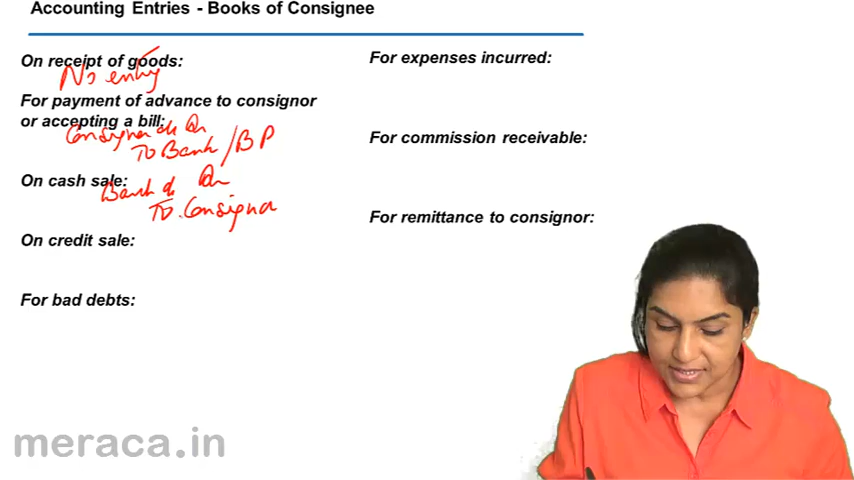 Accounting Entries - Books of Consignee
On receipt of goods:
No entry
For payment of advance to consignor
or accepting a bill:
Consignor a/c Dr
To Bank / BP
On cash sale:
Bank a/c Dr
To Consignor
On credit sale:
For bad debts:
For expenses incurred:
For commission receivable:
For remittance to consignor:
meraca.in